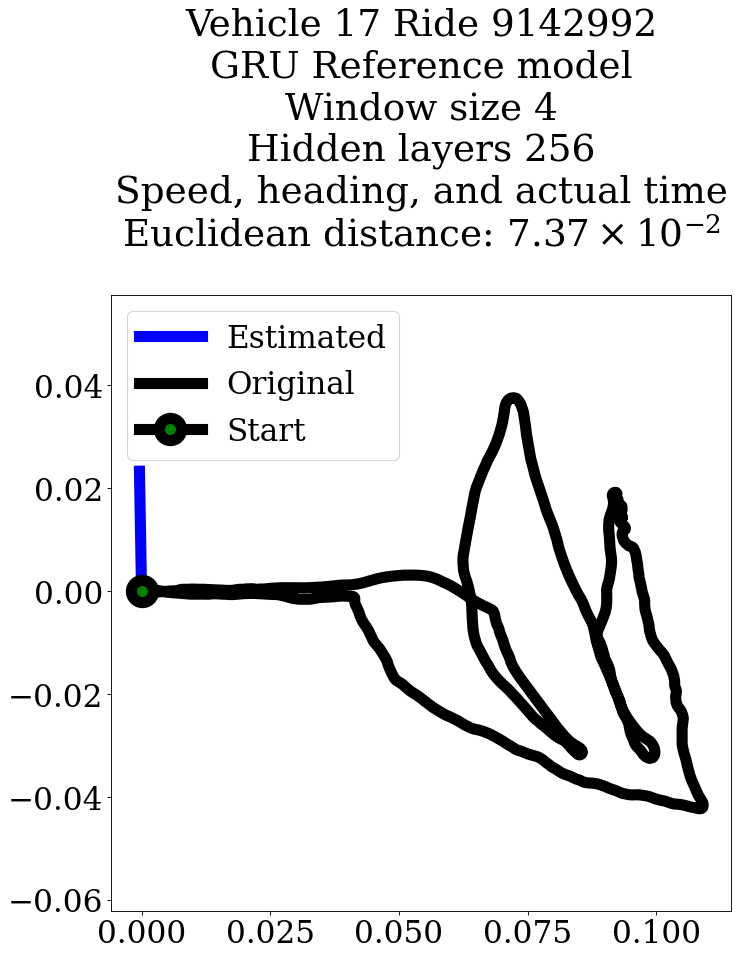 Vehicle 17 Ride 9142992
GRU Reference model
Window size 4
Hidden layers 256
Speed, heading, and actual time
Euclidean distance: 7.37 × 10⁻²
Estimated
Original
Start
0.04
0.02
0.00
−0.02
−0.04
−0.06
0.000 0.025 0.050 0.075 0.100